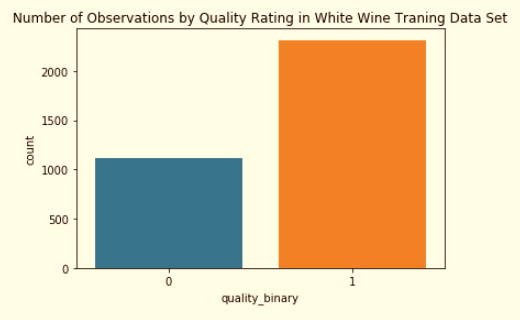 Number of Observations by Quality Rating in White Wine Traning Data Set
2000
1500
1000
500
0
count
0 1
quality_binary